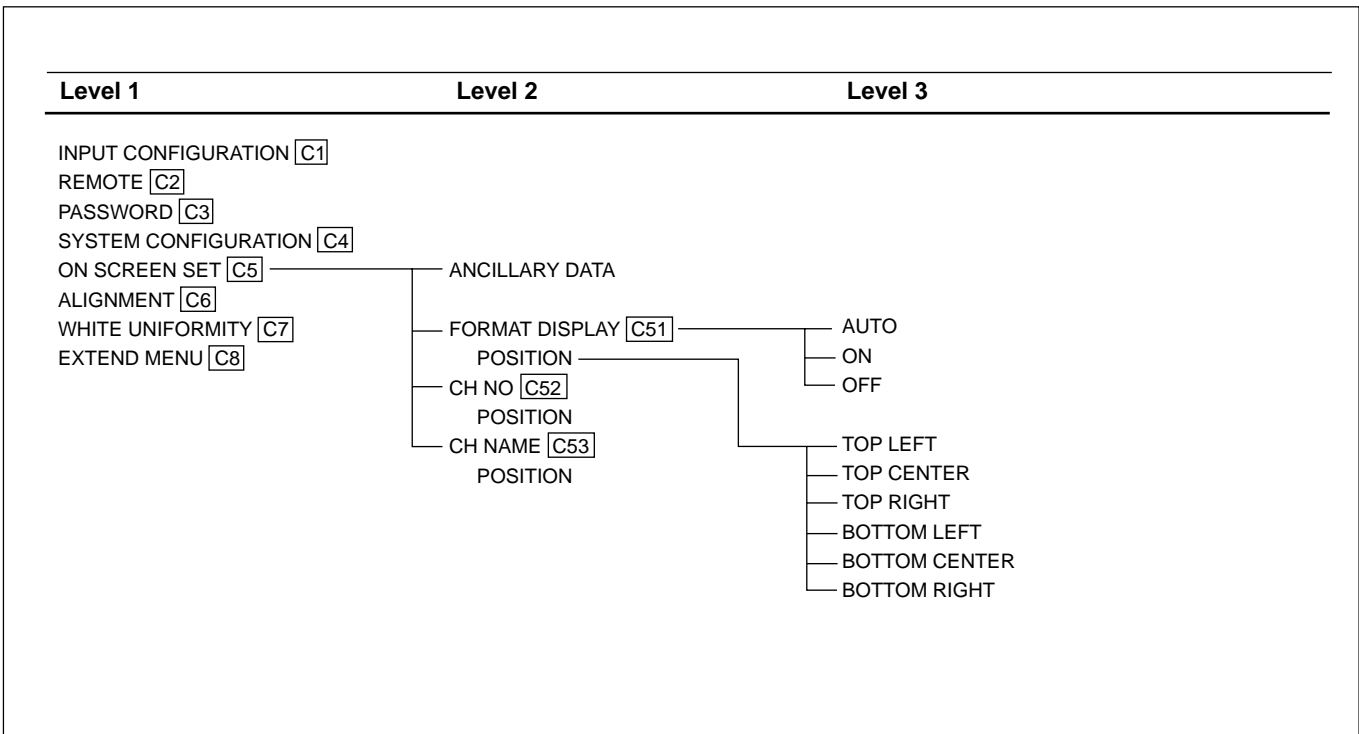 Level 1 Level 2 Level 3
INPUT CONFIGURATION C1
REMOTE C2
PASSWORD C3
SYSTEM CONFIGURATION C4
ON SCREEN SET C5
ALIGNMENT C6
WHITE UNIFORMITY C7
EXTEND MENU C8
ANCILLARY DATA
FORMAT DISPLAY C51
POSITION
CH NO C52
POSITION
CH NAME C53
POSITION
AUTO
ON
OFF
TOP LEFT
TOP CENTER
TOP RIGHT
BOTTOM LEFT
BOTTOM CENTER
BOTTOM RIGHT